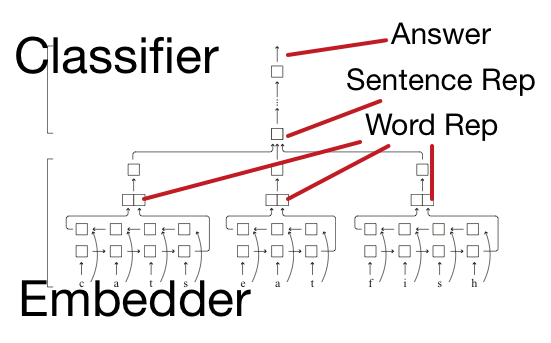 Answer
Classifier
Sentence Rep
Word Rep
c a t s e a t f i s h
Embedder